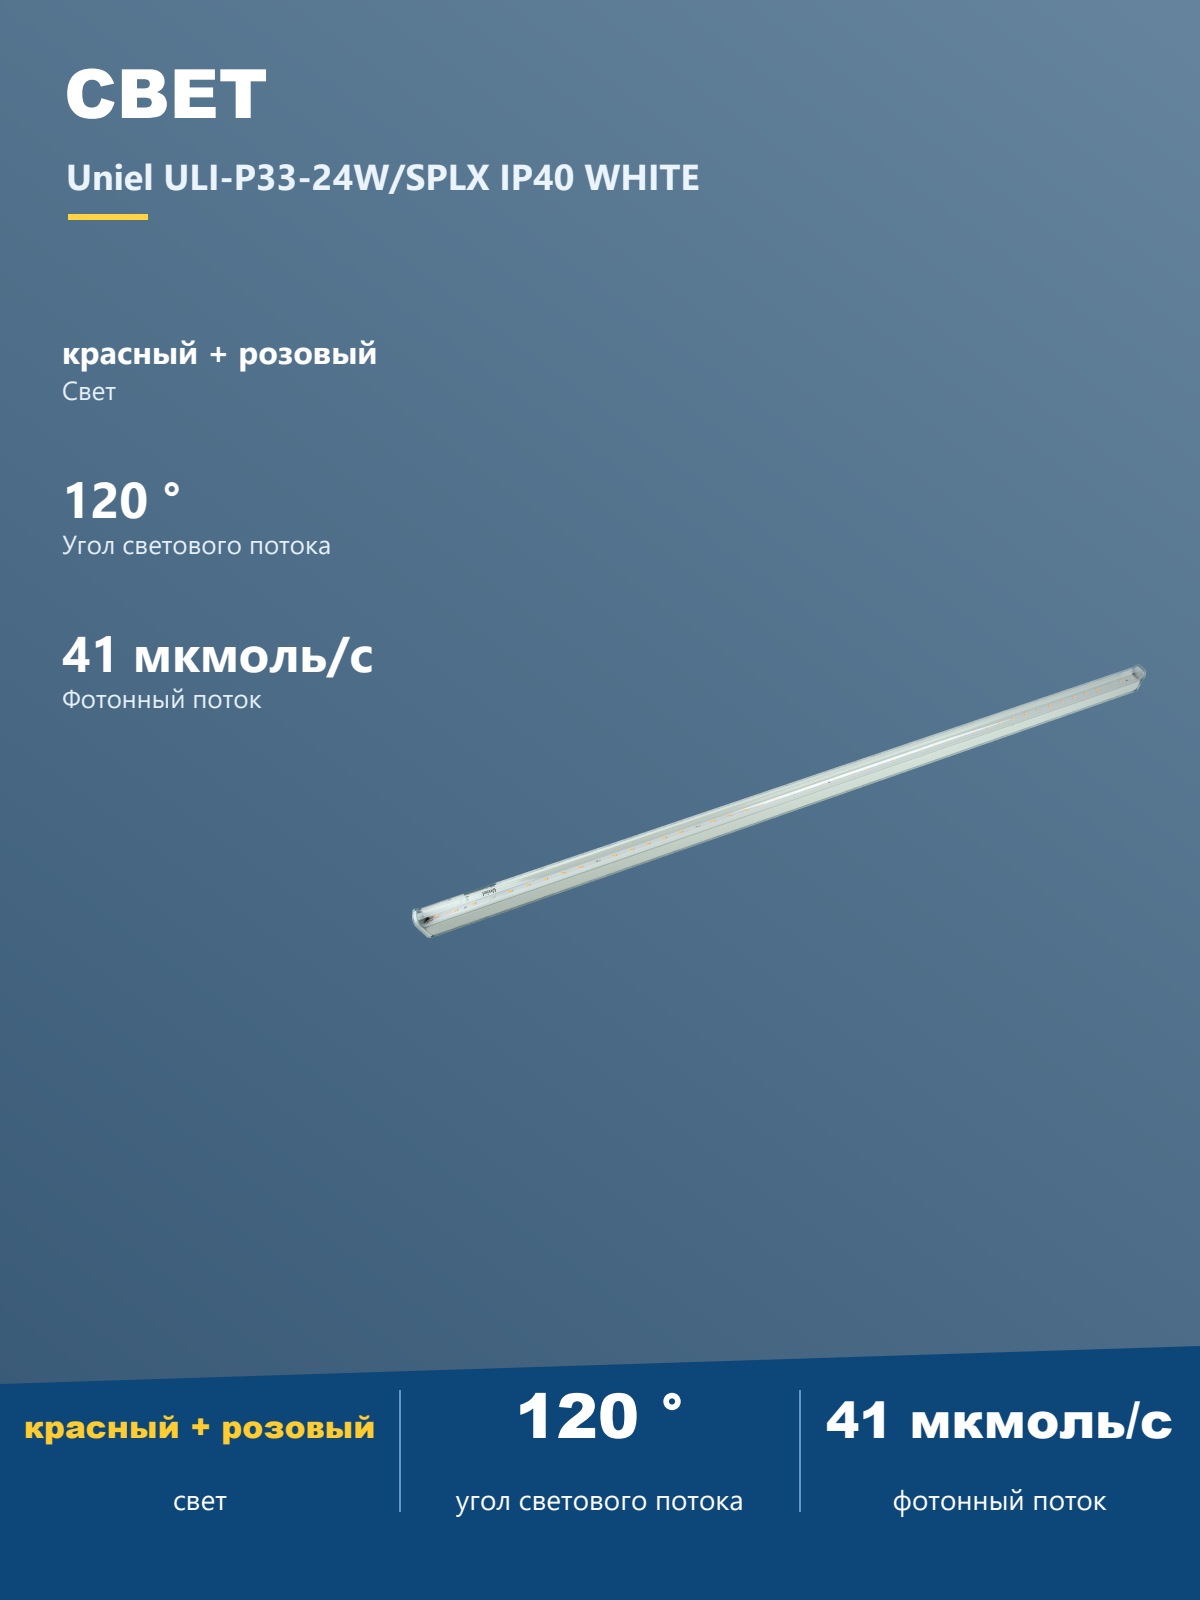 СВЕТ
Uniel ULI-P33-24W/SPLX IP40 WHITE
красный + розовый
Свет
120 °
Угол светового потока
41 мкмоль/с
Фотонный поток
Uniel
красный + розовый
свет
120 °
угол светового потока
41 мкмоль/с
фотонный поток